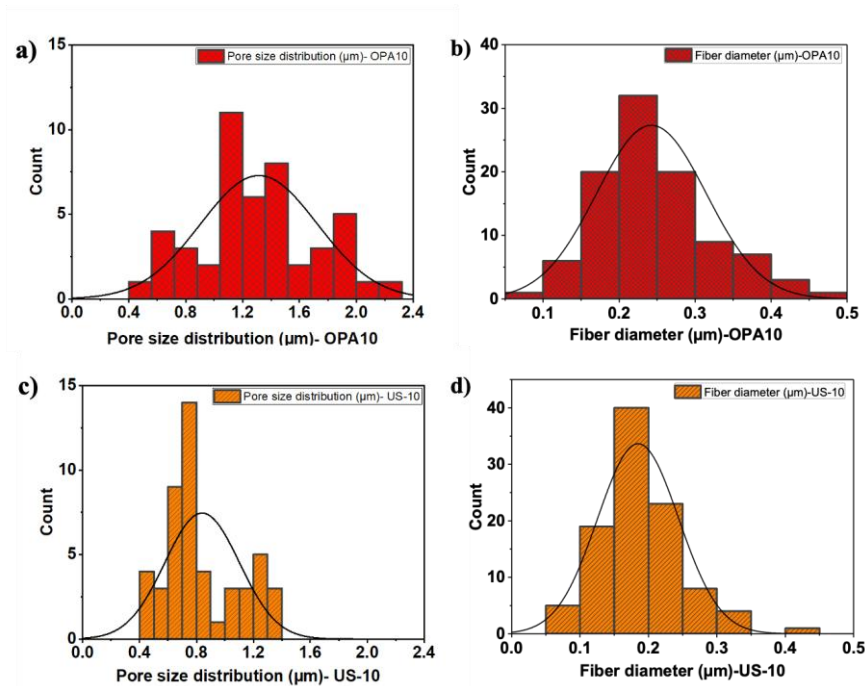 a)
15
10
5
0
Count
Pore size distribution (µm)- OPA10
0.0 0.4 0.8 1.2 1.6 2.0 2.4
Pore size distribution (µm)- OPA10
b)
40
30
20
10
0
Count
Fiber diameter (µm)-OPA10
0.1 0.2 0.3 0.4 0.5
Fiber diameter (µm)-OPA10
c)
15
10
5
0
Count
Pore size distribution (µm)- US-10
0.0 0.4 0.8 1.2 1.6 2.0 2.4
Pore size distribution (µm)- US-10
d)
40
30
20
10
0
Count
Fiber diameter (µm)-US-10
0.0 0.1 0.2 0.3 0.4 0.5
Fiber diameter (µm)-US-10